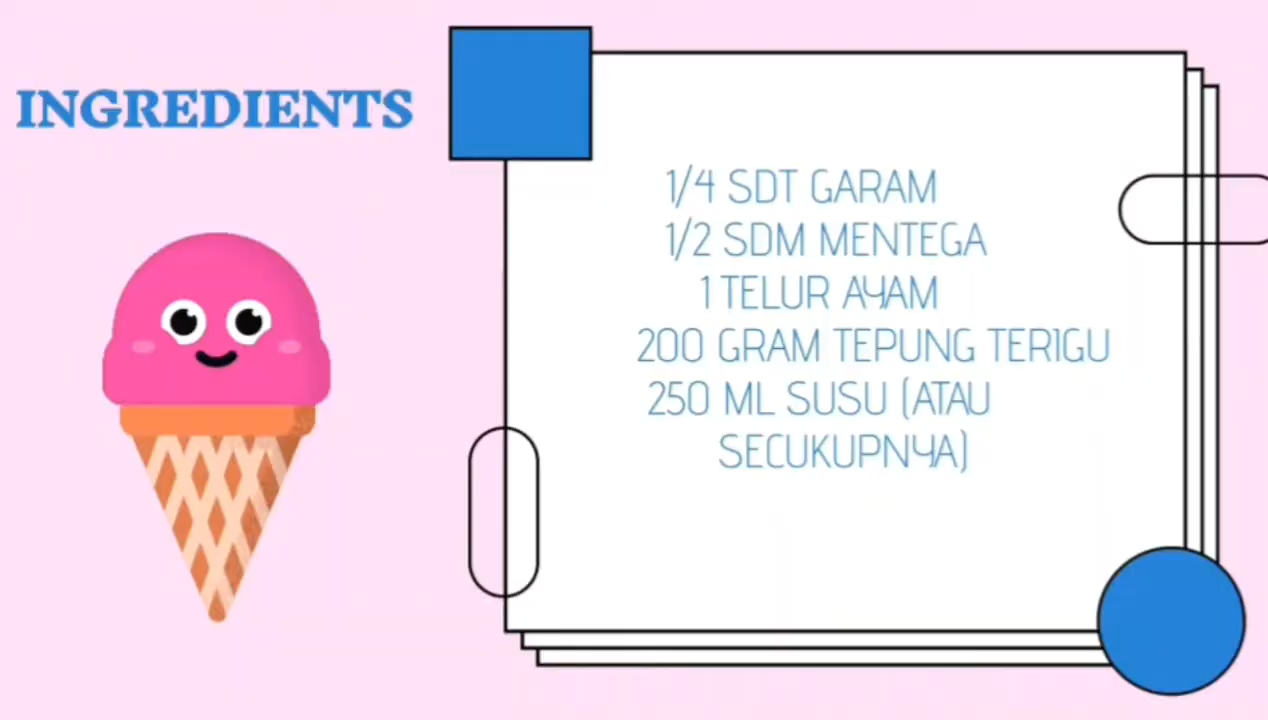 INGREDIENTS
1/4 SDT GARAM
1/2 SDM MENTEGA
1 TELUR AYAM
200 GRAM TEPUNG TERIGU
250 ML SUSU (ATAU
SECUKUPNYA)